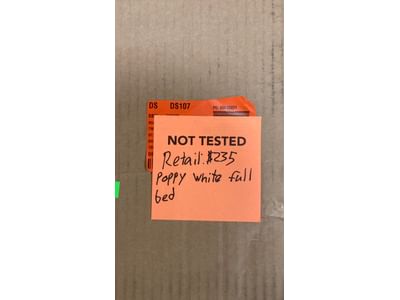 DS DS107
NOT TESTED
Retail: $235
poppy white full
bed